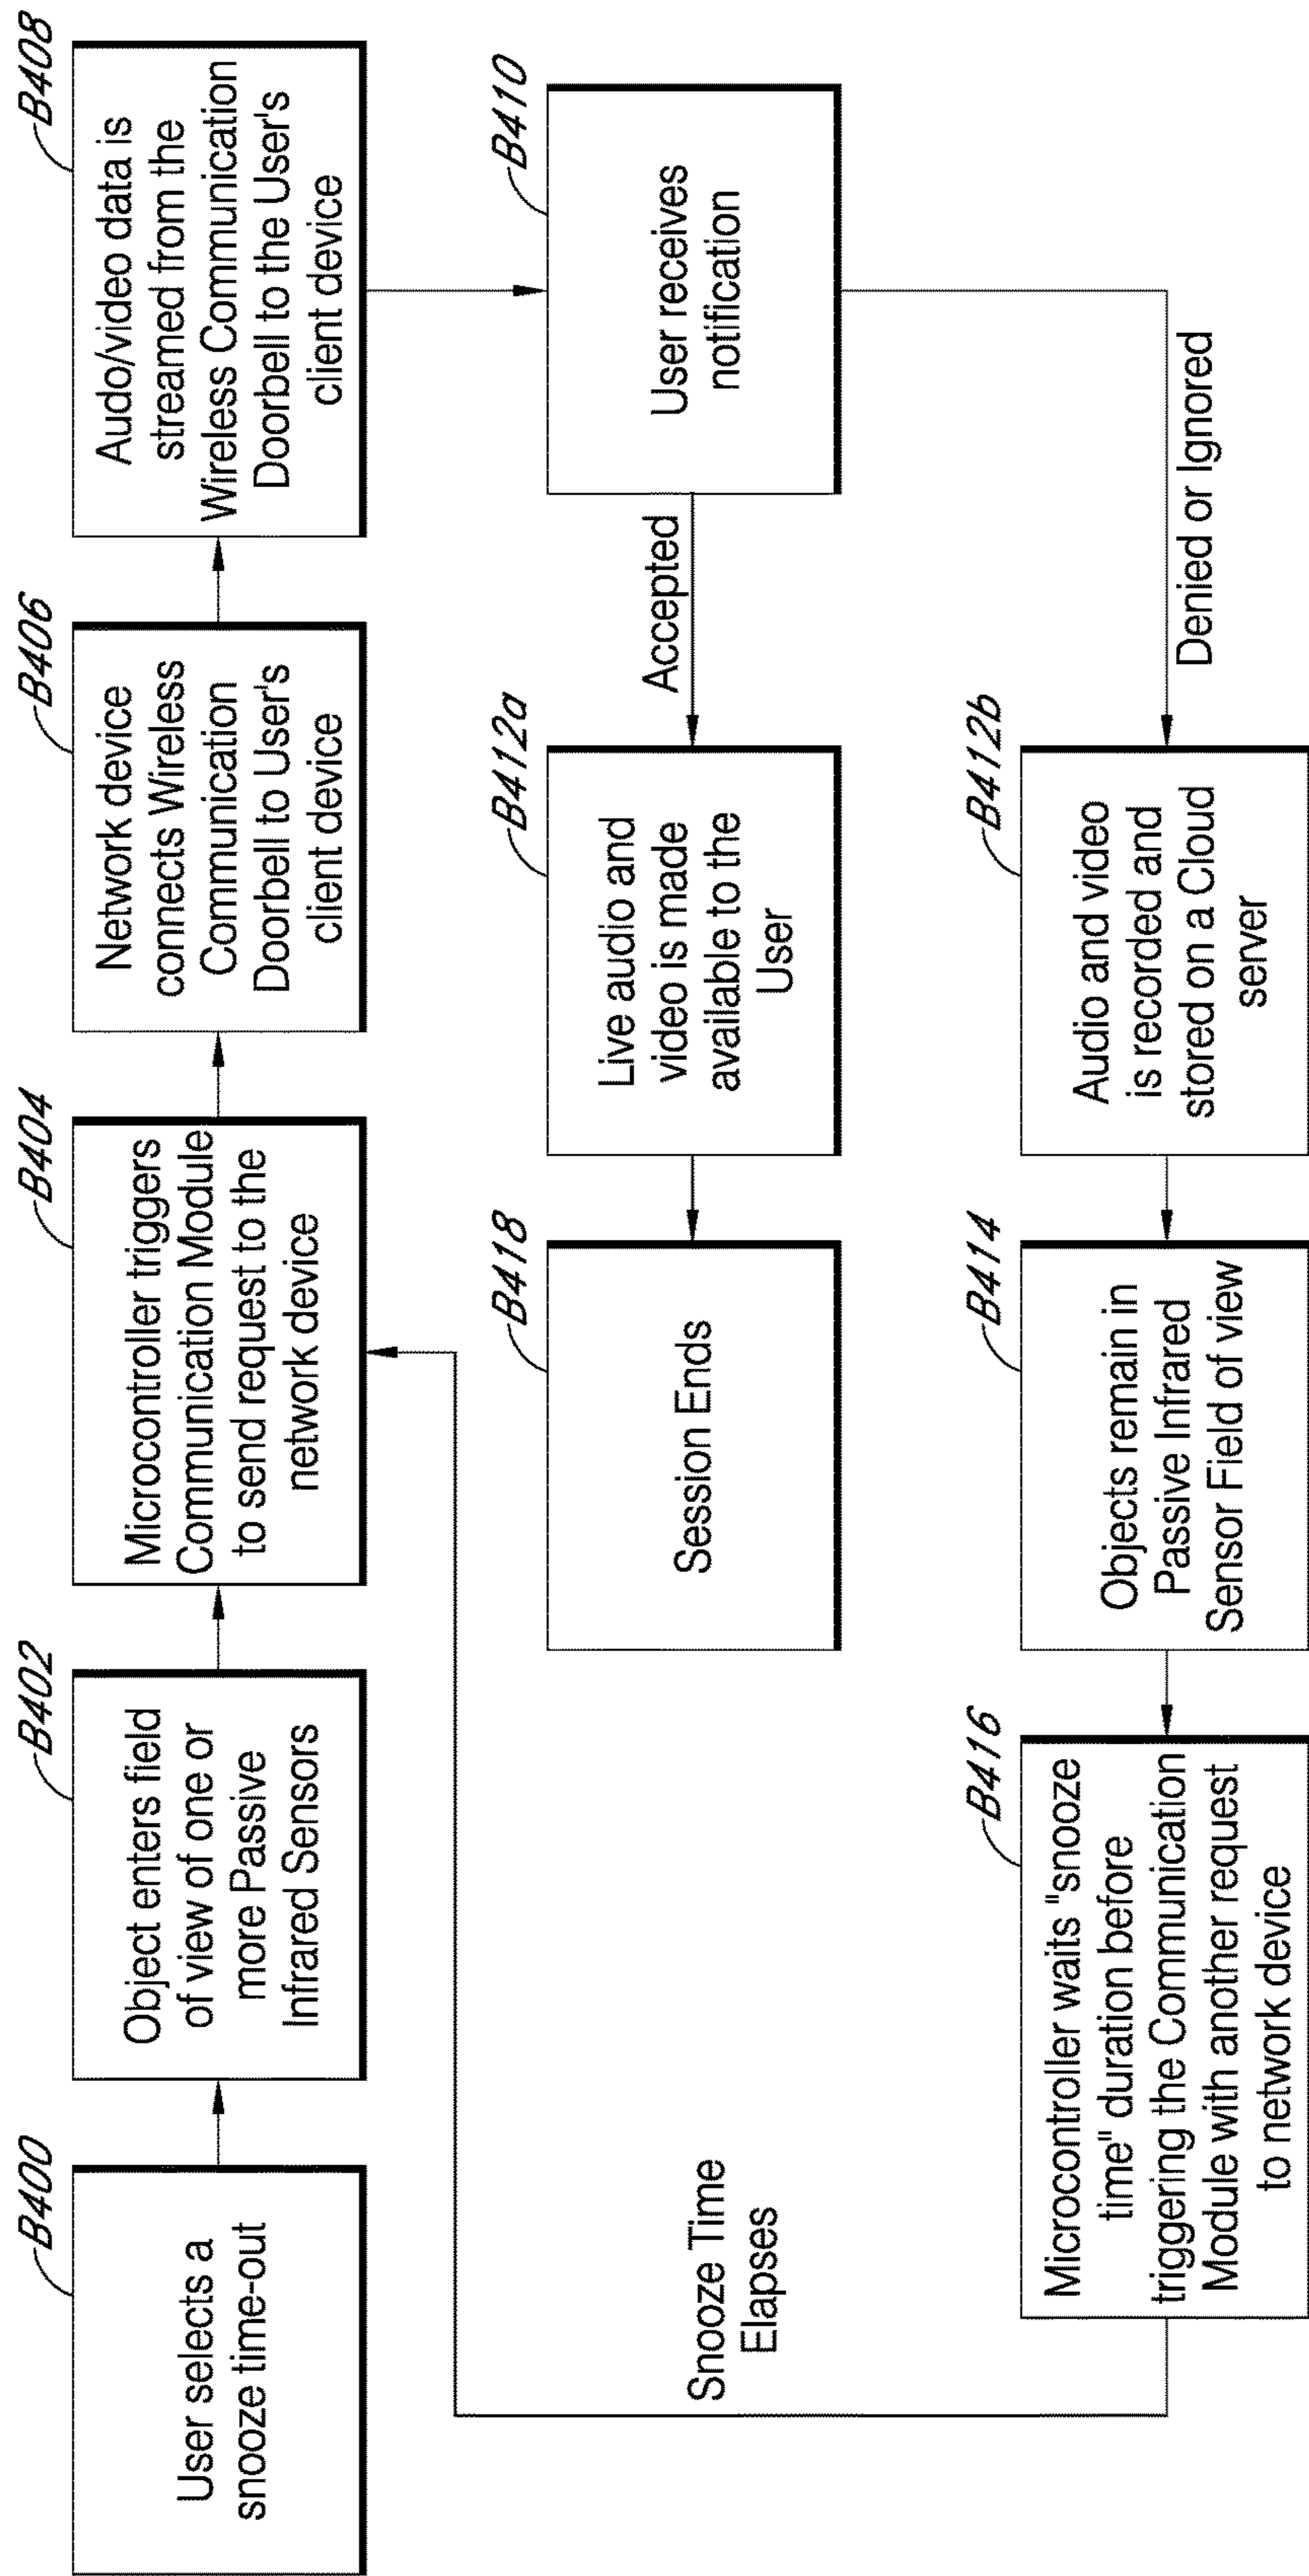 B400
User selects a
snooze time-out
B402
Object enters field
of view of one or
more Passive
Infrared Sensors
B404
Microcontroller triggers
Communication Module
to send request to the
network device
B406
Network device
connects Wireless
Communication
Doorbell to User's
client device
B408
Audo/video data is
streamed from the
Wireless Communication
Doorbell to the User's
client device
B410
User receives
notification
Accepted
B412a
Live audio and
video is made
available to the
User
B418
Session Ends
Denied or Ignored
B412b
Audio and video
is recorded and
stored on a Cloud
server
B414
Objects remain in
Passive Infrared
Sensor Field of view
B416
Microcontroller waits "snooze
time" duration before
triggering the Communication
Module with another request
to network device
Snooze Time
Elapses